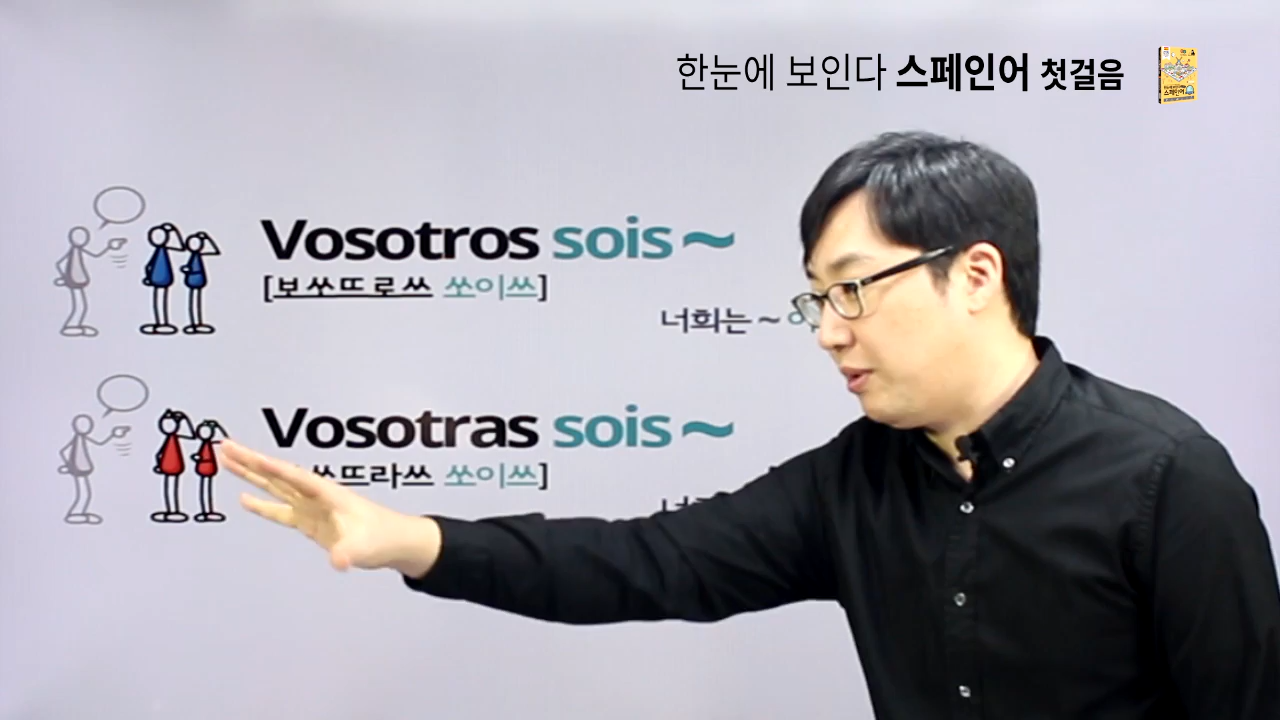 한눈에 보인다 스페인어 첫걸음
Vosotros sois ~
[보쏘뜨로쓰 쏘이쓰]
너희는 ~
Vosotras sois ~
쏘뜨라쓰 쏘이쓰]